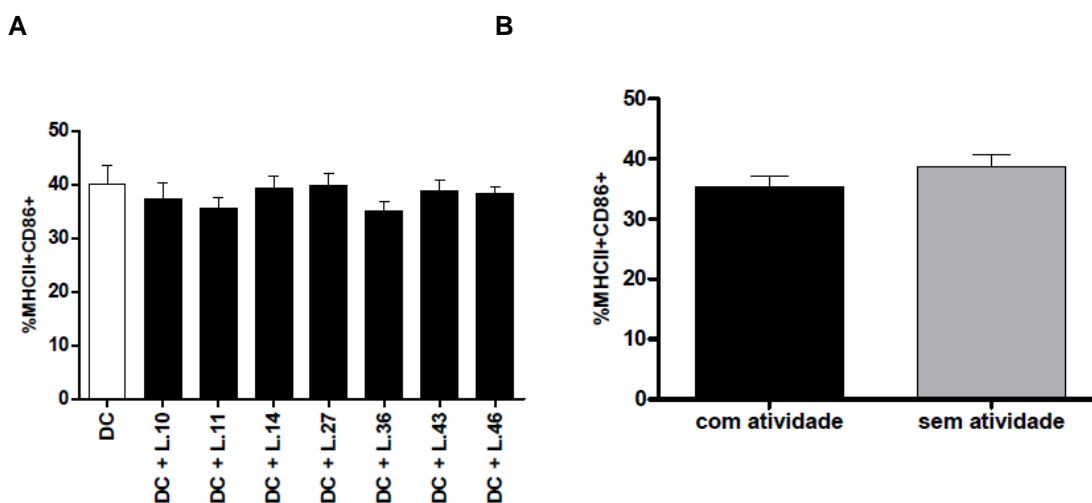 A
B
%MHCII+CD86+
50
40
30
20
10
0
DC
DC + L.10
DC + L.11
DC + L.14
DC + L.27
DC + L.36
DC + L.43
DC + L.46
%MHCII+CD86+
50
40
30
20
10
0
com atividade
sem atividade